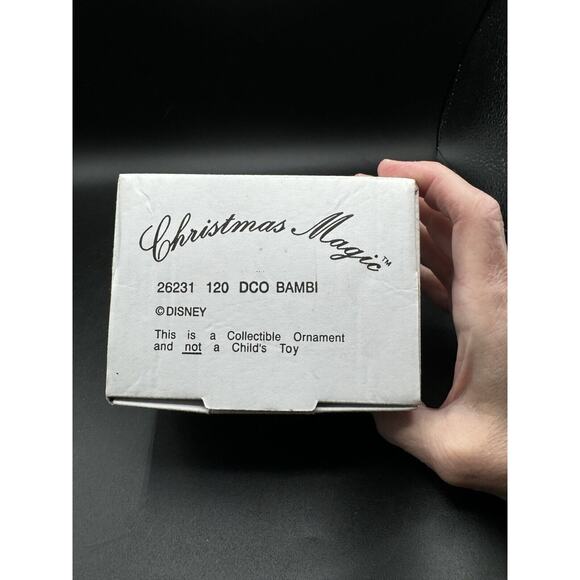 Christmas Magic™
26231 120 DCO BAMBI
©DISNEY
This is a Collectible Ornament
and not a Child's Toy